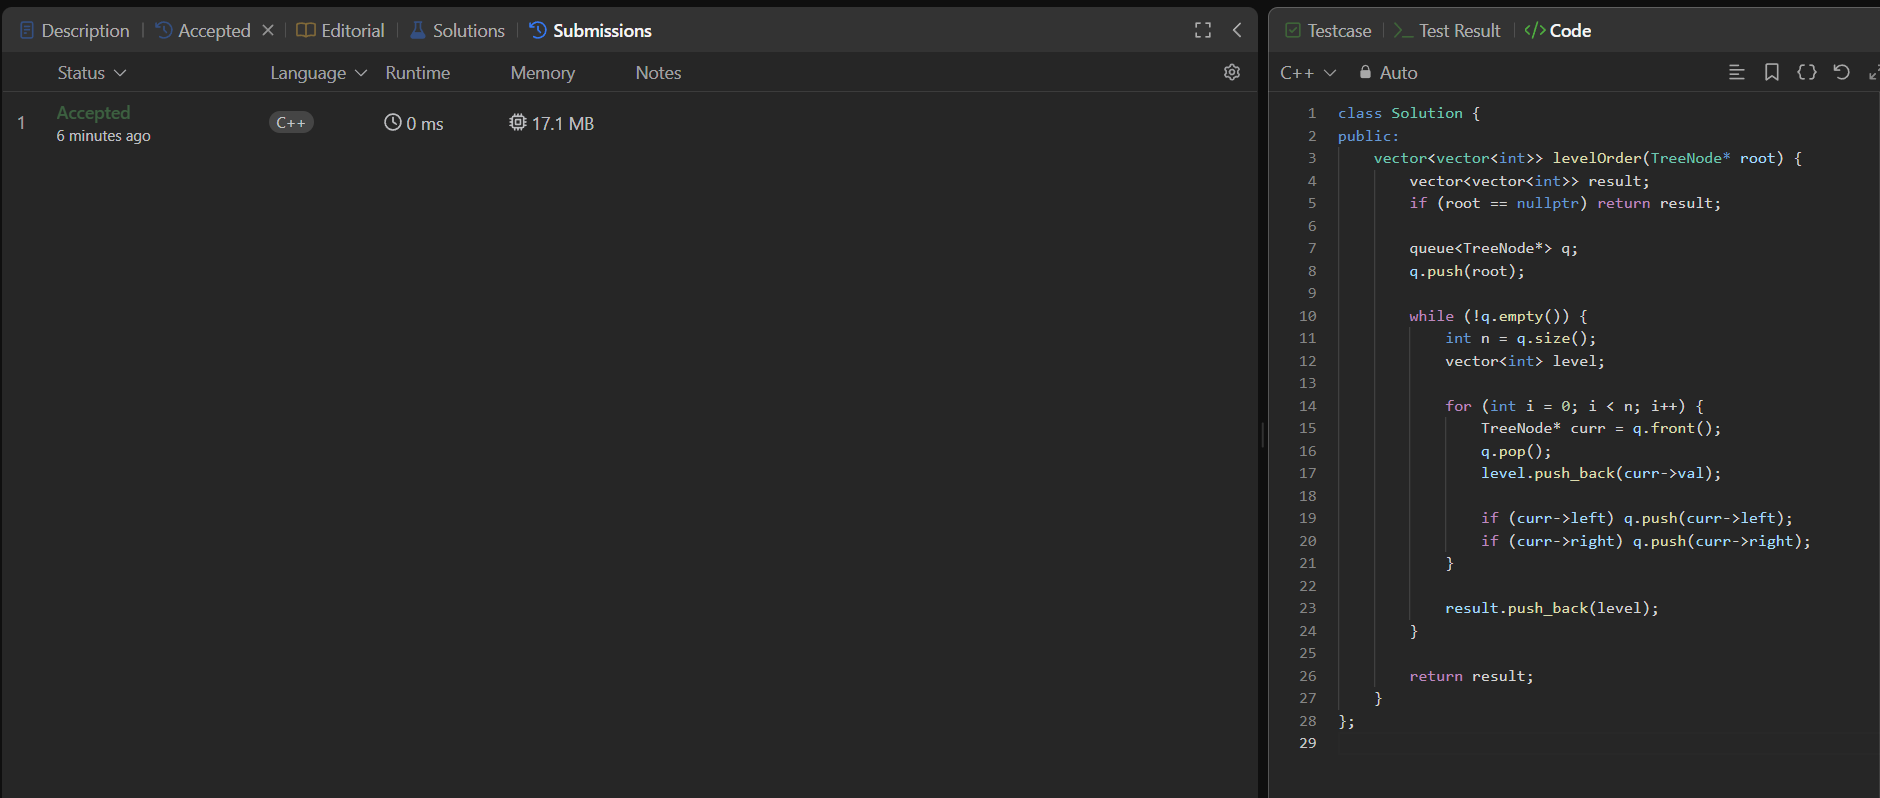 Description | Accepted × | Editorial | Solutions | Submissions
Status Language Runtime Memory Notes
1 Accepted C++ 0 ms 17.1 MB
6 minutes ago
Testcase | Test Result | </> Code
C++ Auto
1 class Solution {
2 public:
3     vector<vector<int>> levelOrder(TreeNode* root) {
4         vector<vector<int>> result;
5         if (root == nullptr) return result;
6
7         queue<TreeNode*> q;
8         q.push(root);
9
10         while (!q.empty()) {
11             int n = q.size();
12             vector<int> level;
13
14             for (int i = 0; i < n; i++) {
15                 TreeNode* curr = q.front();
16                 q.pop();
17                 level.push_back(curr->val);
18
19                 if (curr->left) q.push(curr->left);
20                 if (curr->right) q.push(curr->right);
21             }
22
23             result.push_back(level);
24         }
25
26         return result;
27     }
28 };
29